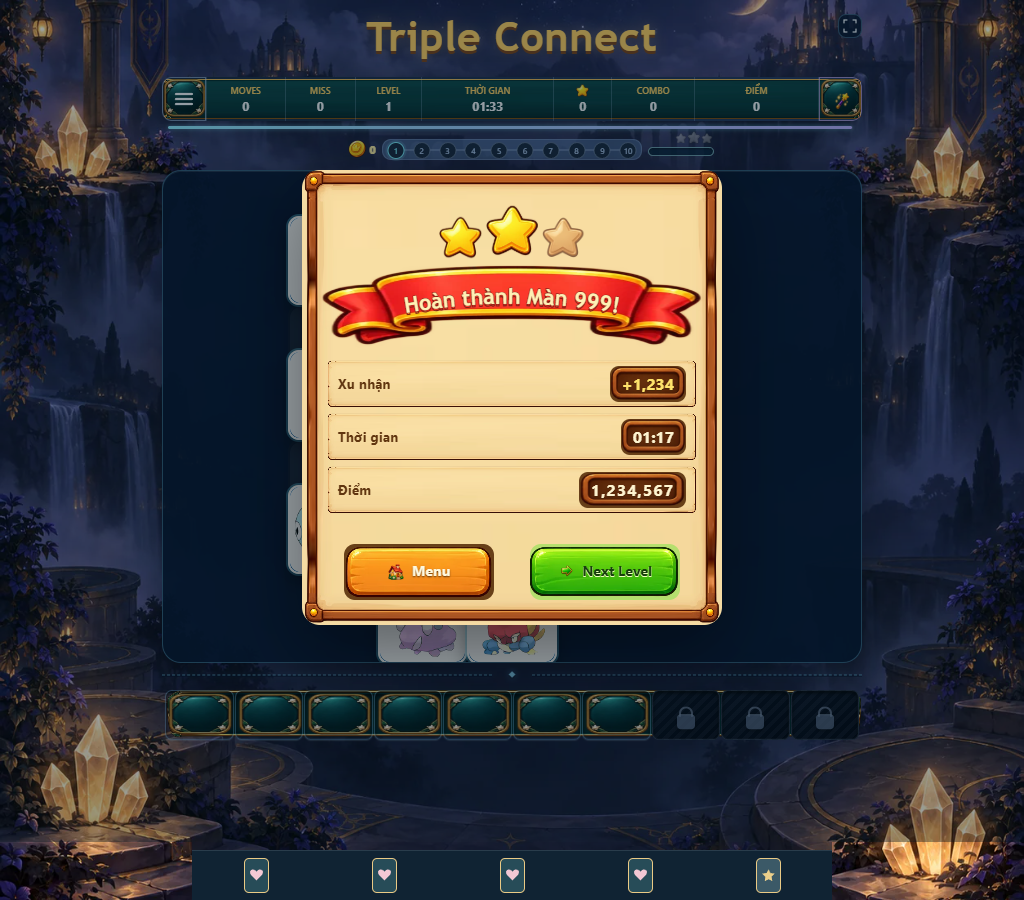 Triple Connect
MOVES
0
MISS
0
LEVEL
1
THỜI GIAN
01:33
0
COMBO
0
ĐIỂM
0
0
1 2 3 4 5 6 7 8 9 10
Hoàn thành Màn 999!
Xu nhận
+1,234
Thời gian
01:17
Điểm
1,234,567
Menu
Next Level